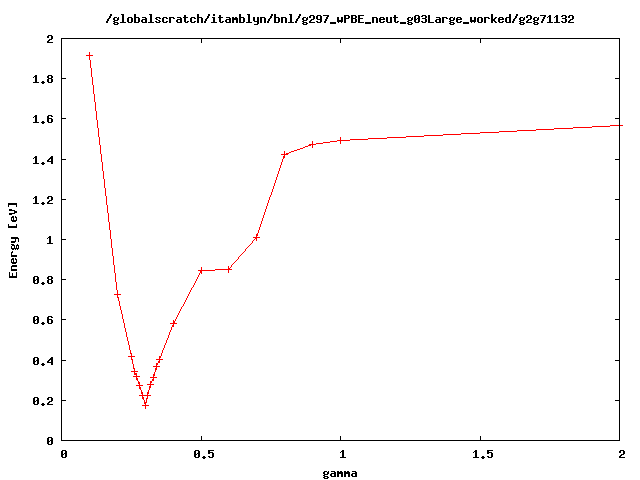 /globalscratch/itamblyn/bnl/g297_wPBE_neut_g03Large_worked/g2g71132
2
1.8
1.6
1.4
1.2
1
0.8
0.6
0.4
0.2
0
Energy [eV]
0 0.5 1 1.5 2
gamma